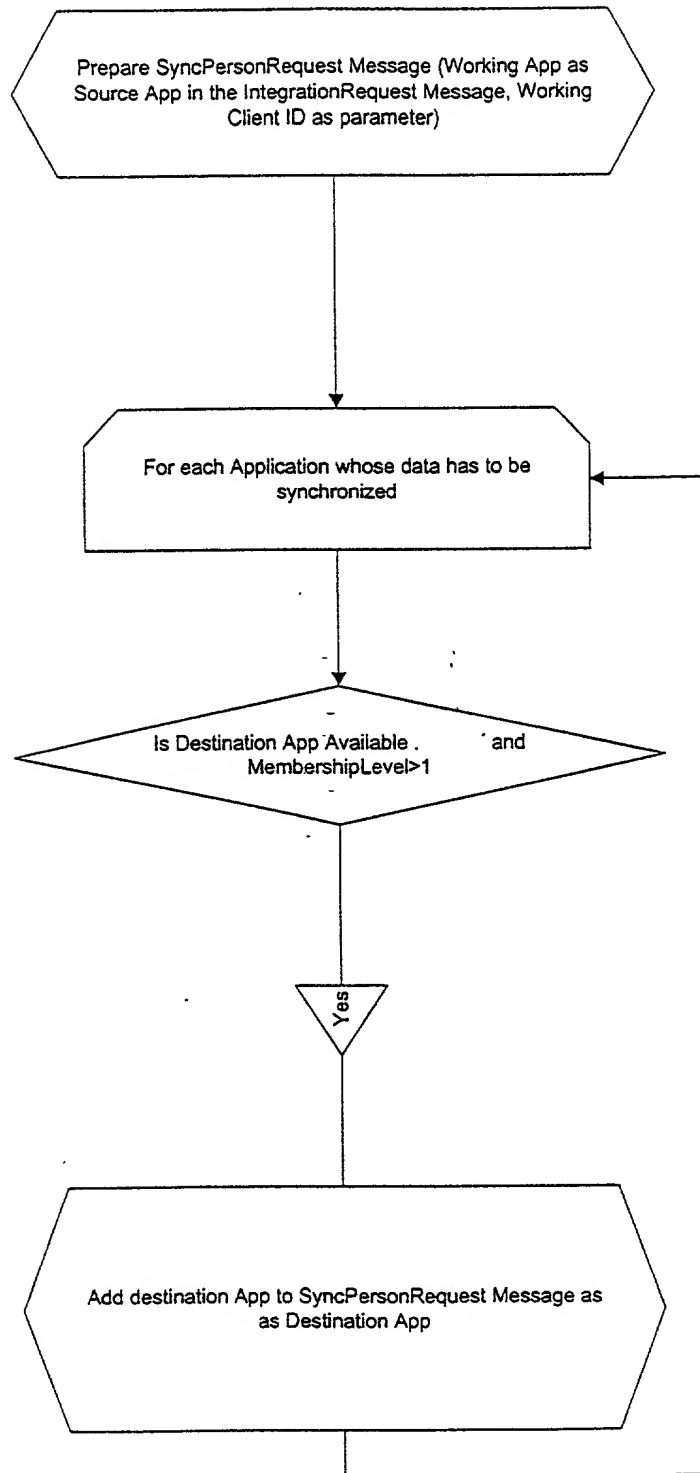 Prepare SyncPersonRequest Message (Working App as
Source App in the IntegrationRequest Message, Working
Client ID as parameter)
For each Application whose data has to be
synchronized
Is Destination App Available . and
MembershipLevel>1
Yes
Add destination App to SyncPersonRequest Message as
as Destination App